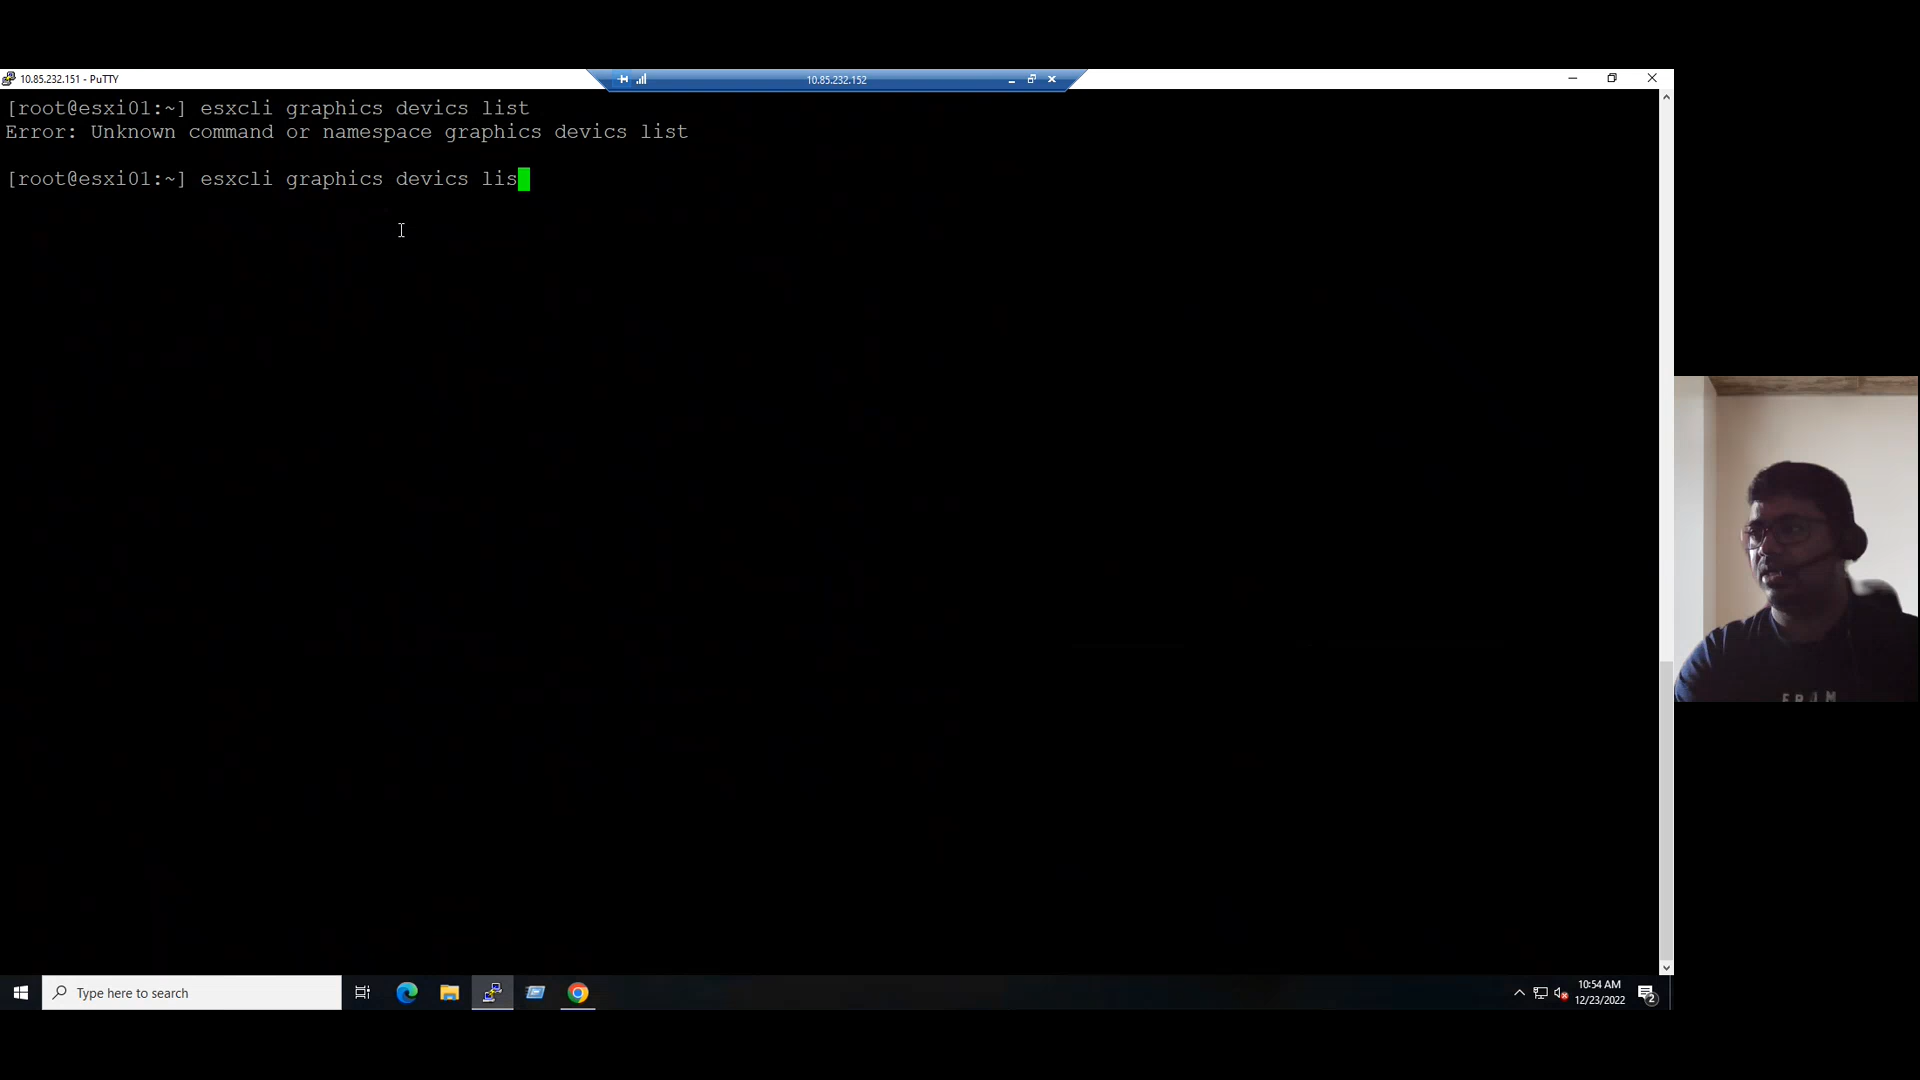 10.85.232.151 - PuTTY
10.85.232.152
[root@esxi01:~] esxcli graphics devics list
Error: Unknown command or namespace graphics devics list
[root@esxi01:~] esxcli graphics devics lis
Type here to search
10:54 AM
12/23/2022
2